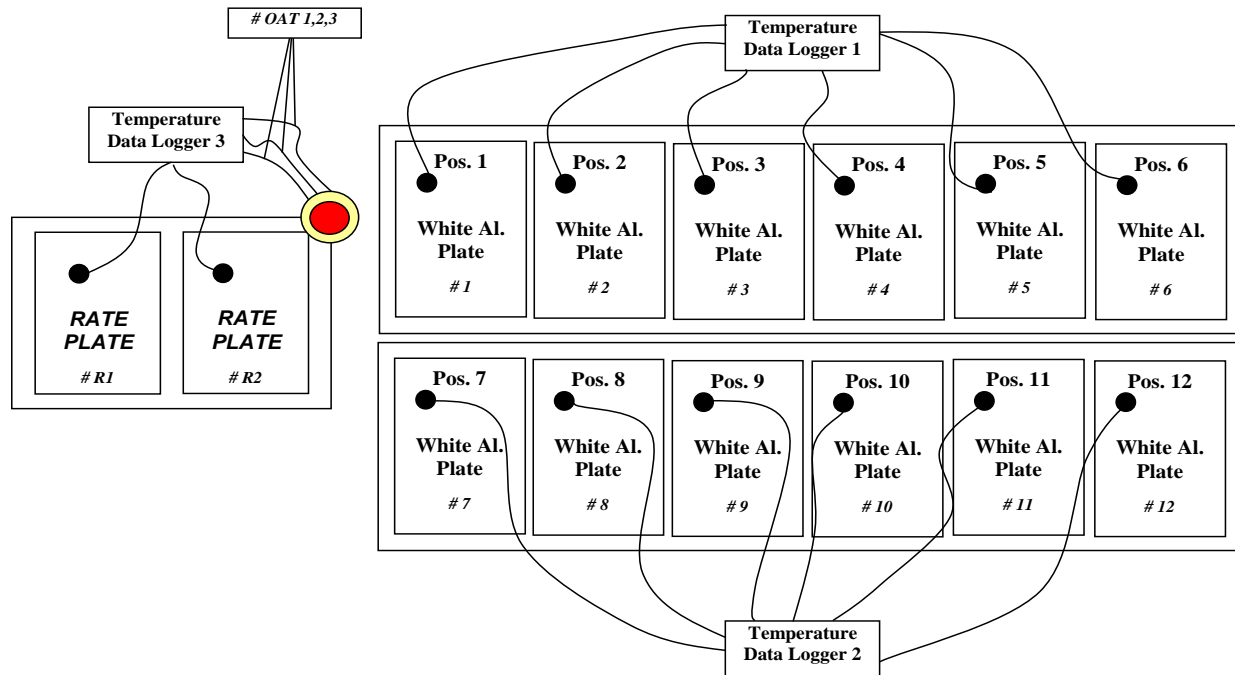 # OAT 1,2,3
Temperature
Data Logger 3
RATE
PLATE
# R1
RATE
PLATE
# R2
Temperature
Data Logger 1
Pos. 1
White Al.
Plate
# 1
Pos. 2
White Al.
Plate
# 2
Pos. 3
White Al.
Plate
# 3
Pos. 4
White Al.
Plate
# 4
Pos. 5
White Al.
Plate
# 5
Pos. 6
White Al.
Plate
# 6
Pos. 7
White Al.
Plate
# 7
Pos. 8
White Al.
Plate
# 8
Pos. 9
White Al.
Plate
# 9
Pos. 10
White Al.
Plate
# 10
Pos. 11
White Al.
Plate
# 11
Pos. 12
White Al.
Plate
# 12
Temperature
Data Logger 2